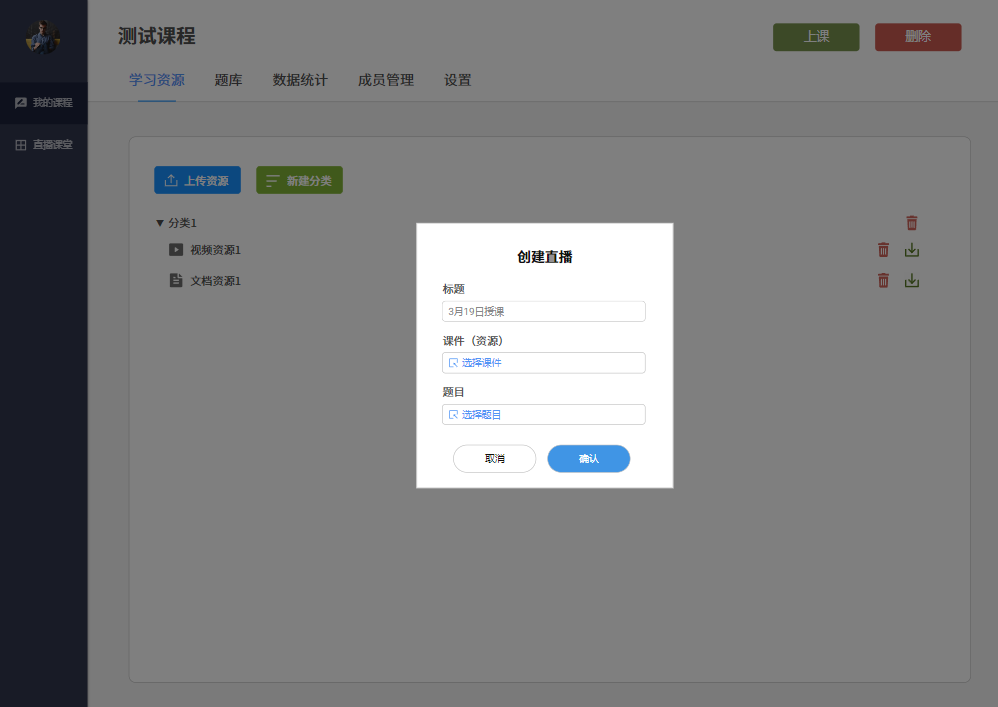 测试课程
上课
删除
学习资源 题库 数据统计 成员管理 设置
我的课程
直播课堂
上传资源
新建分类
分类1
视频资源1
文档资源1
创建直播
标题
3月19日授课
课件（资源）
选择课件
题目
选择题目
取消
确认